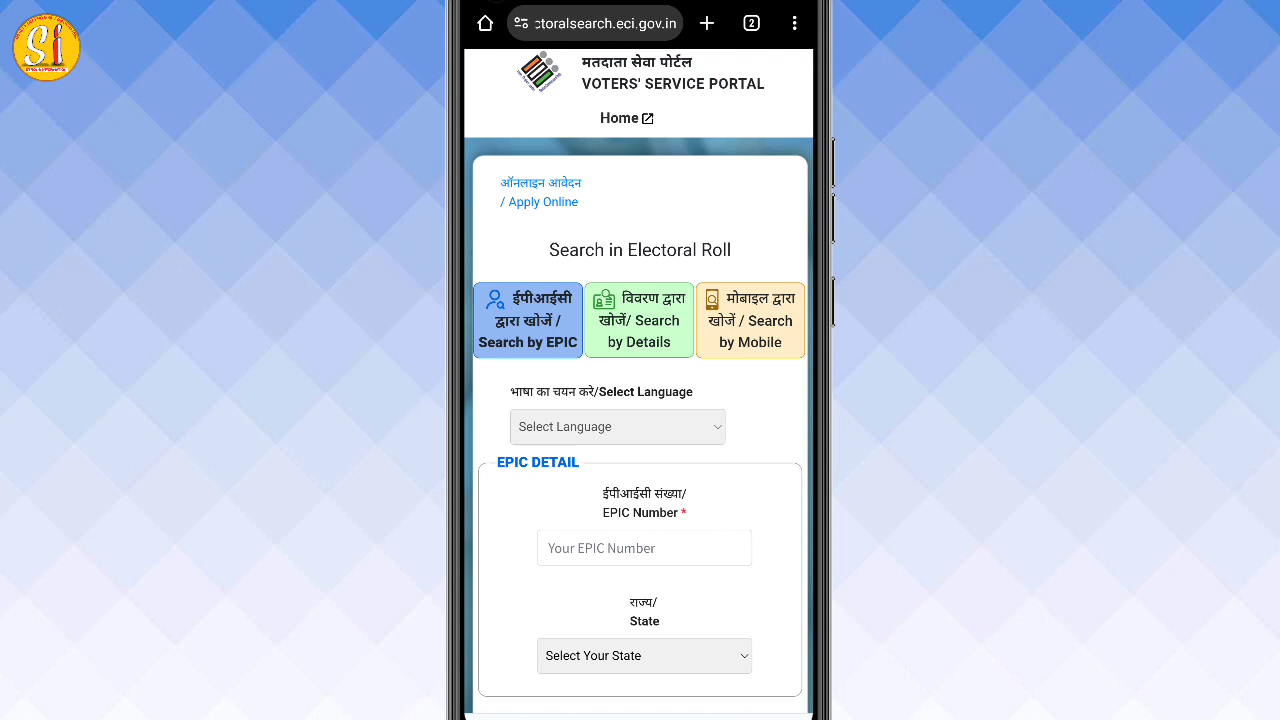 Si
ctoralsearch.eci.gov.in
2
मतदाता सेवा पोर्टल
VOTERS' SERVICE PORTAL
Home
ऑनलाइन आवेदन
/ Apply Online
Search in Electoral Roll
ईपीआईसी
द्वारा खोजें /
Search by EPIC
विवरण द्वारा
खोजें/ Search
by Details
मोबाइल द्वारा
खोजें / Search
by Mobile
भाषा का चयन करे/Select Language
Select Language
EPIC DETAIL
ईपीआईसी संख्या/
EPIC Number *
Your EPIC Number
राज्य/
State
Select Your State